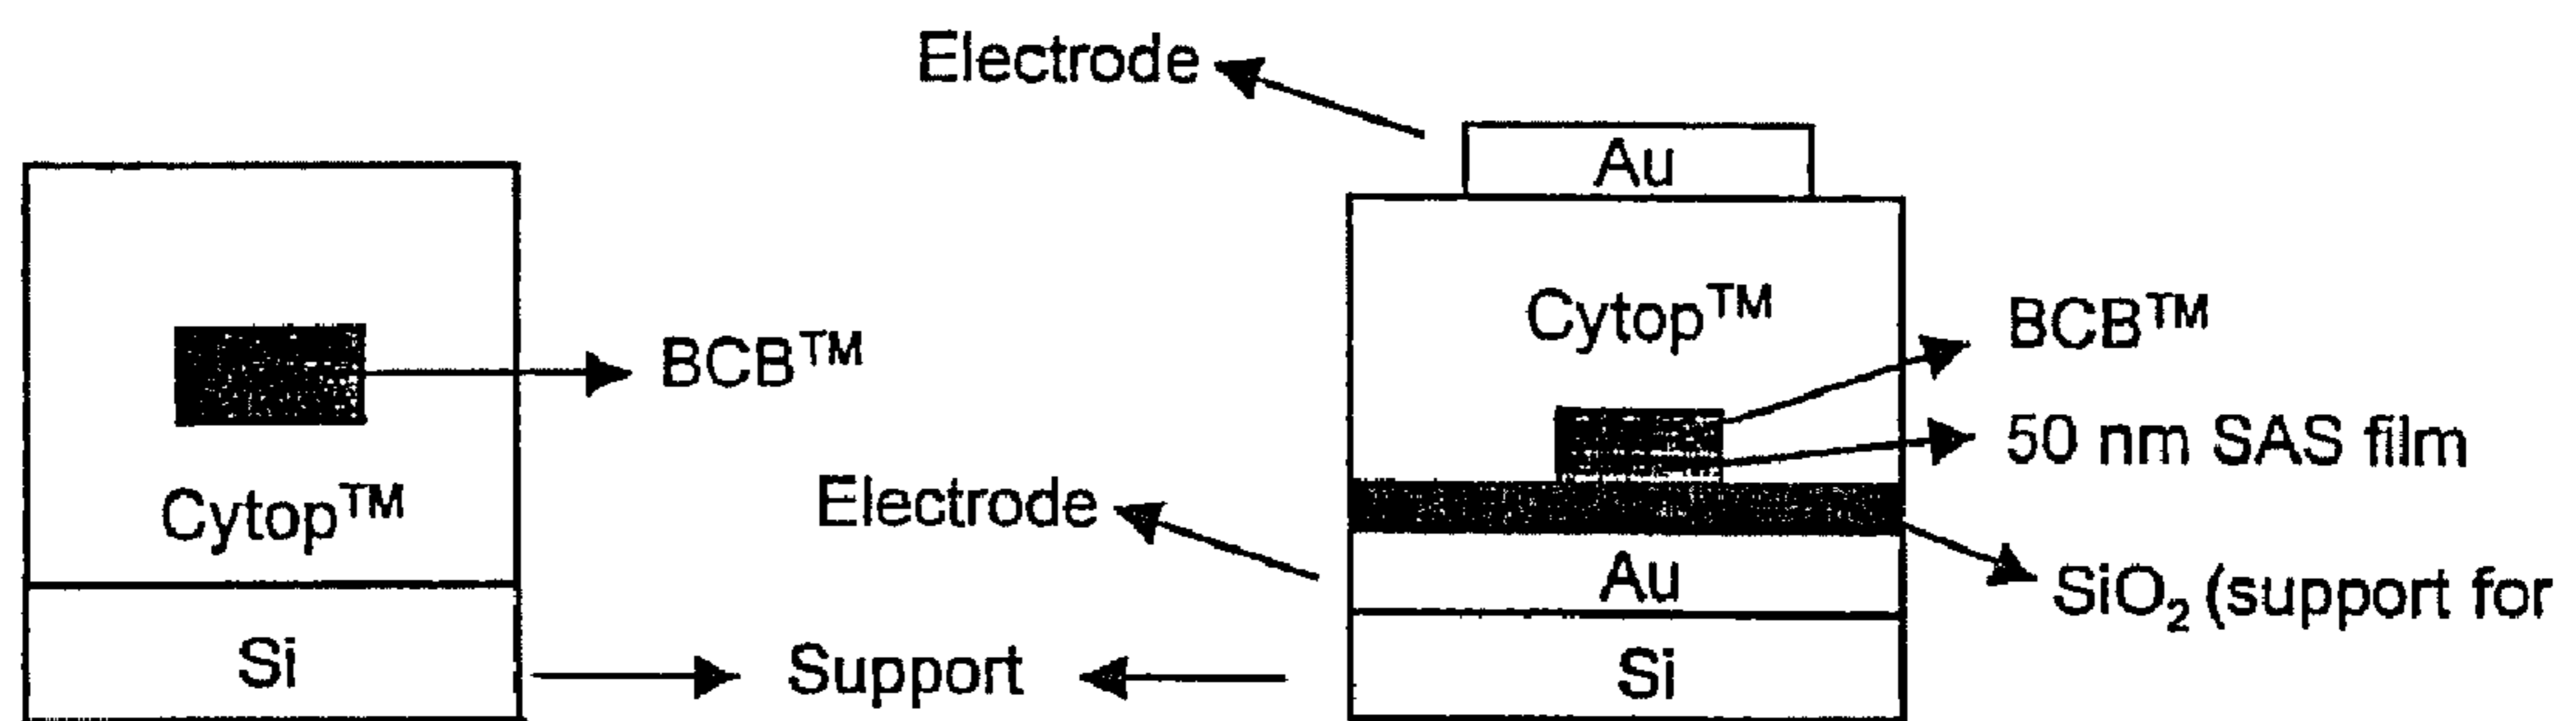 Electrode
Au
Cytop™
BCB™
BCB™
50 nm SAS film
Electrode
Cytop™
Au
SiO₂ (support for
Si
Support
Si